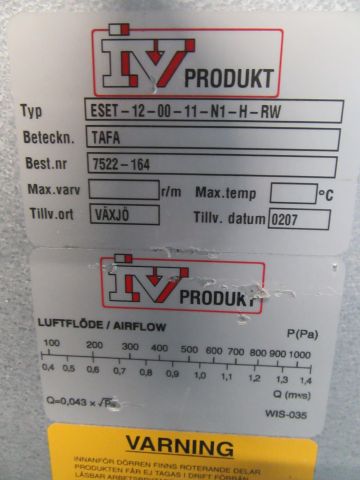 IV PRODUKT
Typ ESET-12-00-11-N1-H-RW
Beteckn. TAFA
Best.nr 7522-164
Max.varv r/m Max.temp °C
Tillv.ort VÄXJÖ Tillv. datum 0207
IV PRODUKT
LUFTFLÖDE / AIRFLOW P(Pa)
100 200 300 400 500 600 700 800 900 1000
0,4 0,5 0,6 0,7 0,8 0,9 1,0 1,1 1,2 1,3 1,4
Q=0,043 x√P Q (m³/s)
WIS-035
VARNING
INNANFÖR DÖRREN FINNS ROTERANDE DELAR
PRODUKTEN FÅR EJ TAGAS I DRIFT FÖRRÄN